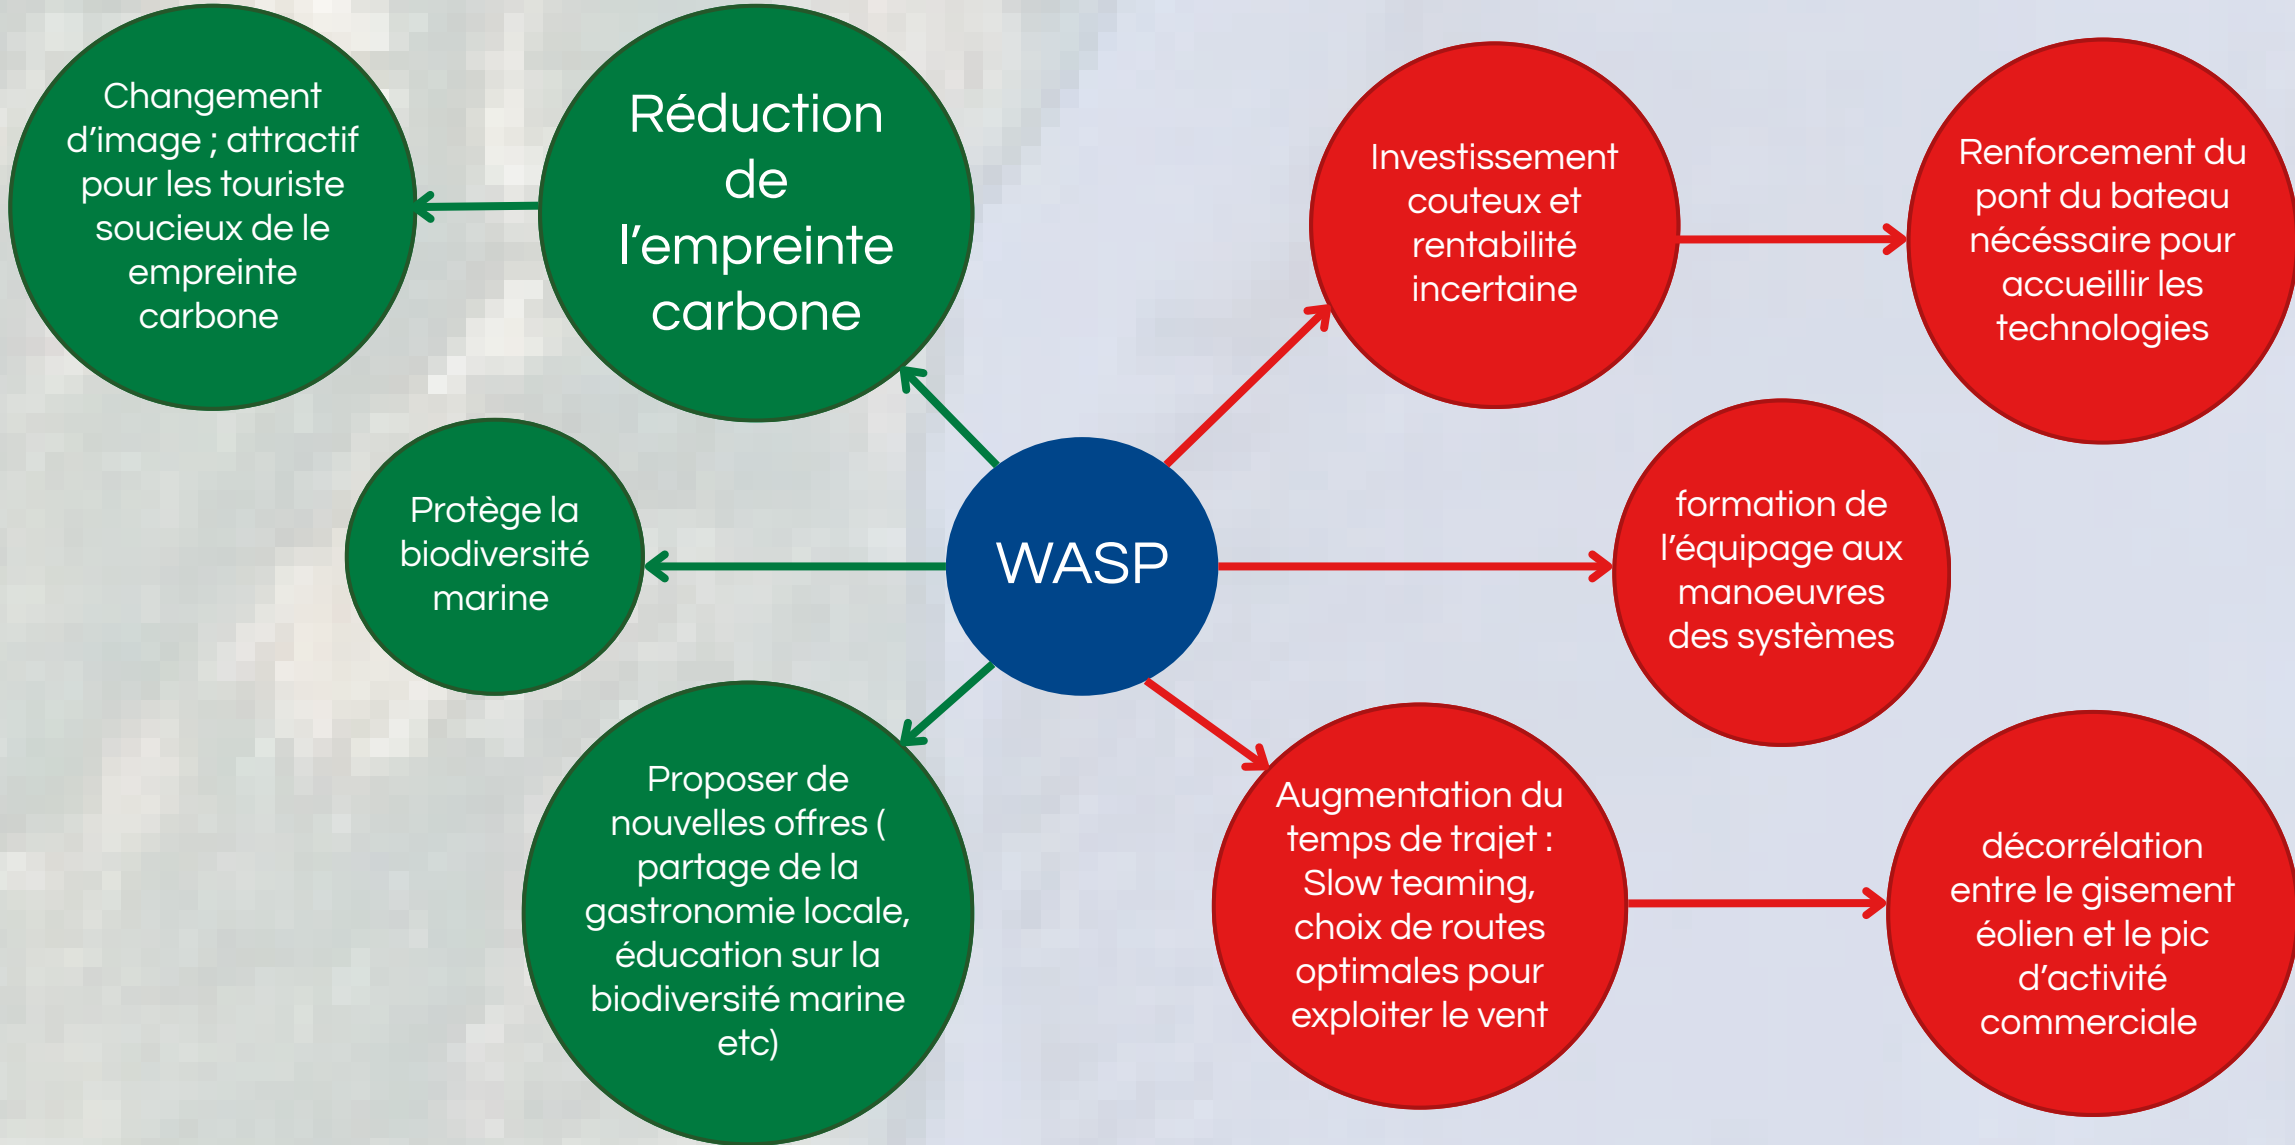 Changement
d'image ; attractif
pour les touriste
soucieux de le
empreinte
carbone
Réduction
de
l'empreinte
carbone
Investissement
couteux et
rentabilité
incertaine
Renforcement du
pont du bateau
nécéssaire pour
accueillir les
technologies
Protège la
biodiversité
marine
WASP
formation de
l'équipage aux
manoeuvres
des systèmes
Proposer de
nouvelles offres (
partage de la
gastronomie locale,
éducation sur la
biodiversité marine
etc)
Augmentation du
temps de trajet :
Slow teaming,
choix de routes
optimales pour
exploiter le vent
décorrélation
entre le gisement
éolien et le pic
d'activité
commerciale